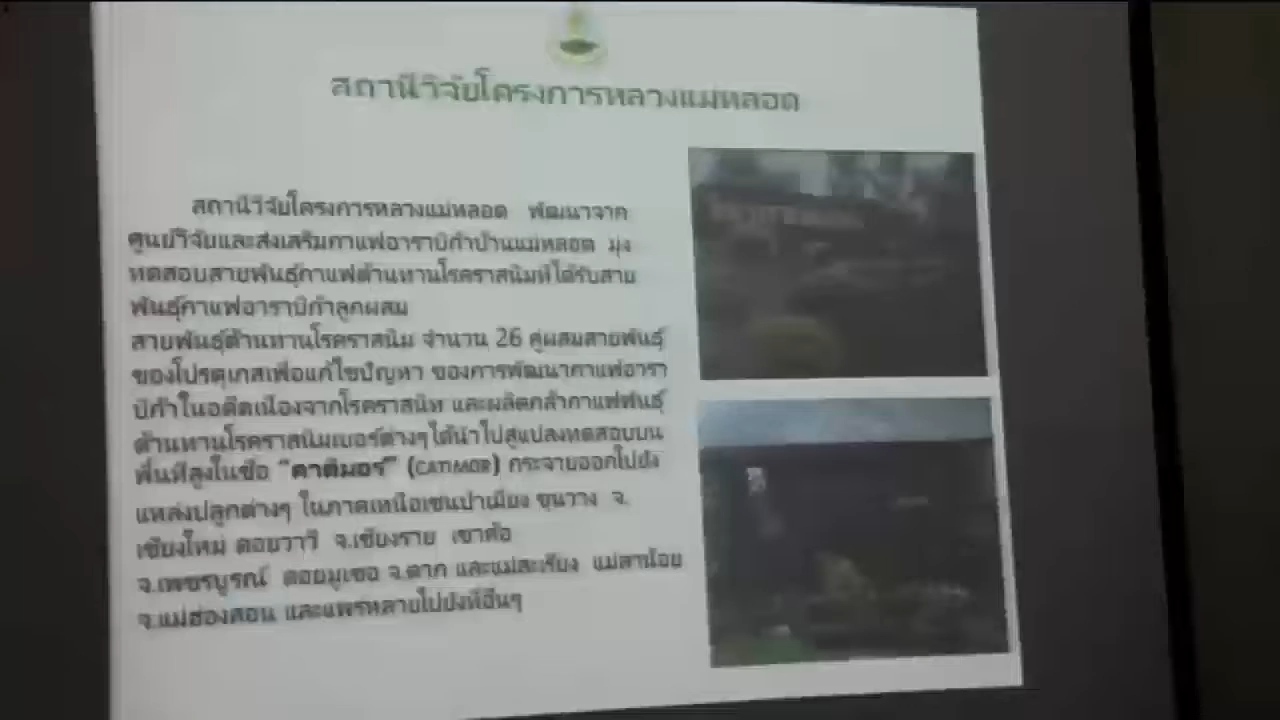 สถานีวิจัยโครงการหลวงแม่หลอด
สถานีวิจัยโครงการหลวงแม่หลอด พัฒนาจาก
ศูนย์วิจัยและส่งเสริมกาแฟอาราบิก้าบ้านแม่หลอด มุ่ง
ทดสอบสายพันธุ์กาแฟต้านทานโรคราสนิมที่ได้รับสาย
พันธุ์กาแฟอาราบิก้าลูกผสม
สายพันธุ์ต้านทานโรคราสนิม จำนวน 26 คู่ผสมสายพันธุ์
ของโปรตุเกสเพื่อแก้ไขปัญหา ของการพัฒนากาแฟอารา
บิก้าในอดีตเนื่องจากโรคราสนิท และผลิตกล้ากาแฟพันธุ์
ต้านทานโรคราสนิมเบอร์ต่างๆได้นำไปสู่แปลงทดสอบบน
พื้นที่สูงในชื่อ "คาติมอร์" (CATIMOR) กระจายออกไปยัง
แหล่งปลูกต่างๆ ในภาคเหนือเช่นป่าเมี่ยง ขุนวาง จ.
เชียงใหม่ ดอยวาวี จ.เชียงราย เขาค้อ
จ.เพชรบูรณ์ ดอยมูเซอ จ.ตาก และแม่สะเรียง แม่ลาน้อย
จ.แม่ฮ่องสอน และแพร่หลายไปยังที่อื่นๆ